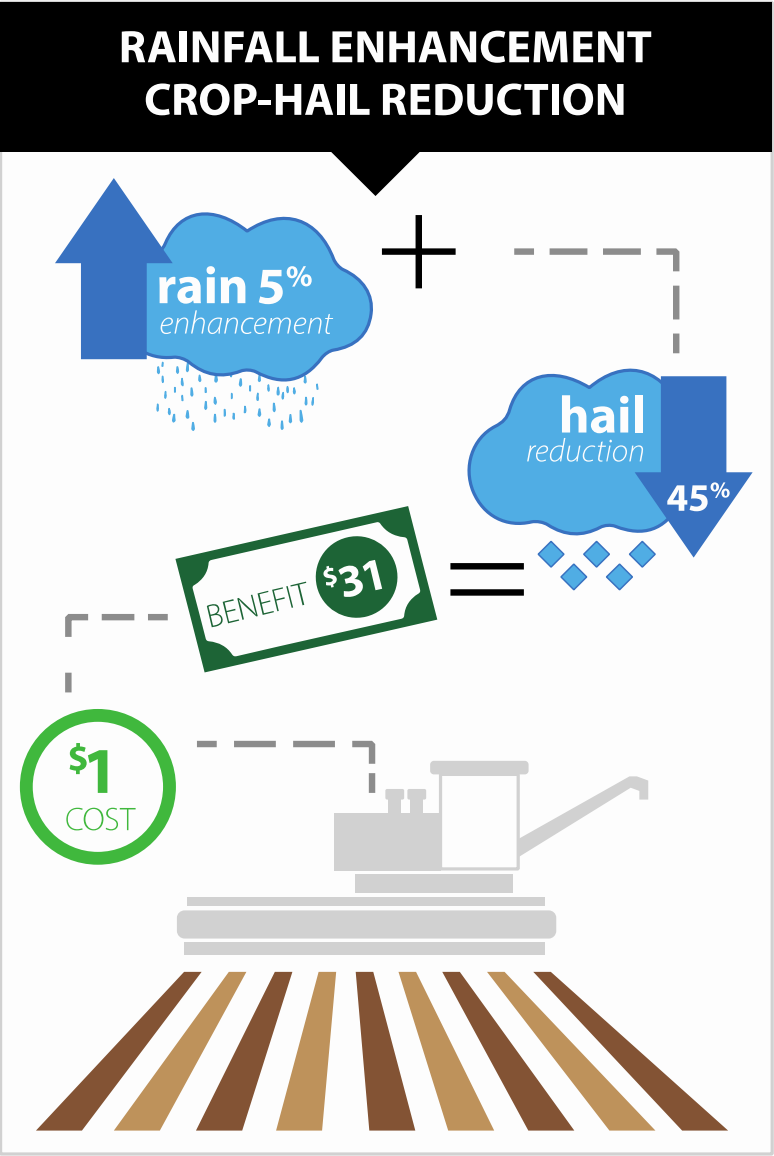 RAINFALL ENHANCEMENT
CROP-HAIL REDUCTION
rain 5%
enhancement
+
hail
reduction
45%
=
BENEFIT $31
$1
COST